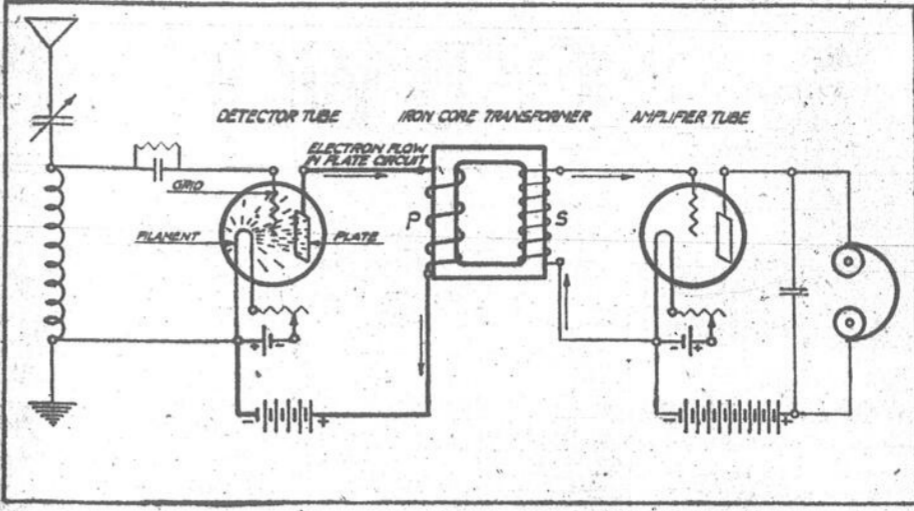 DETECTOR TUBE
IRON CORE TRANSFORMER
AMPLIFIER TUBE
ELECTRON FLOW
IN PLATE CIRCUIT
GRID
P
S
FILAMENT
PLATE
+ -
- +
- +
- +